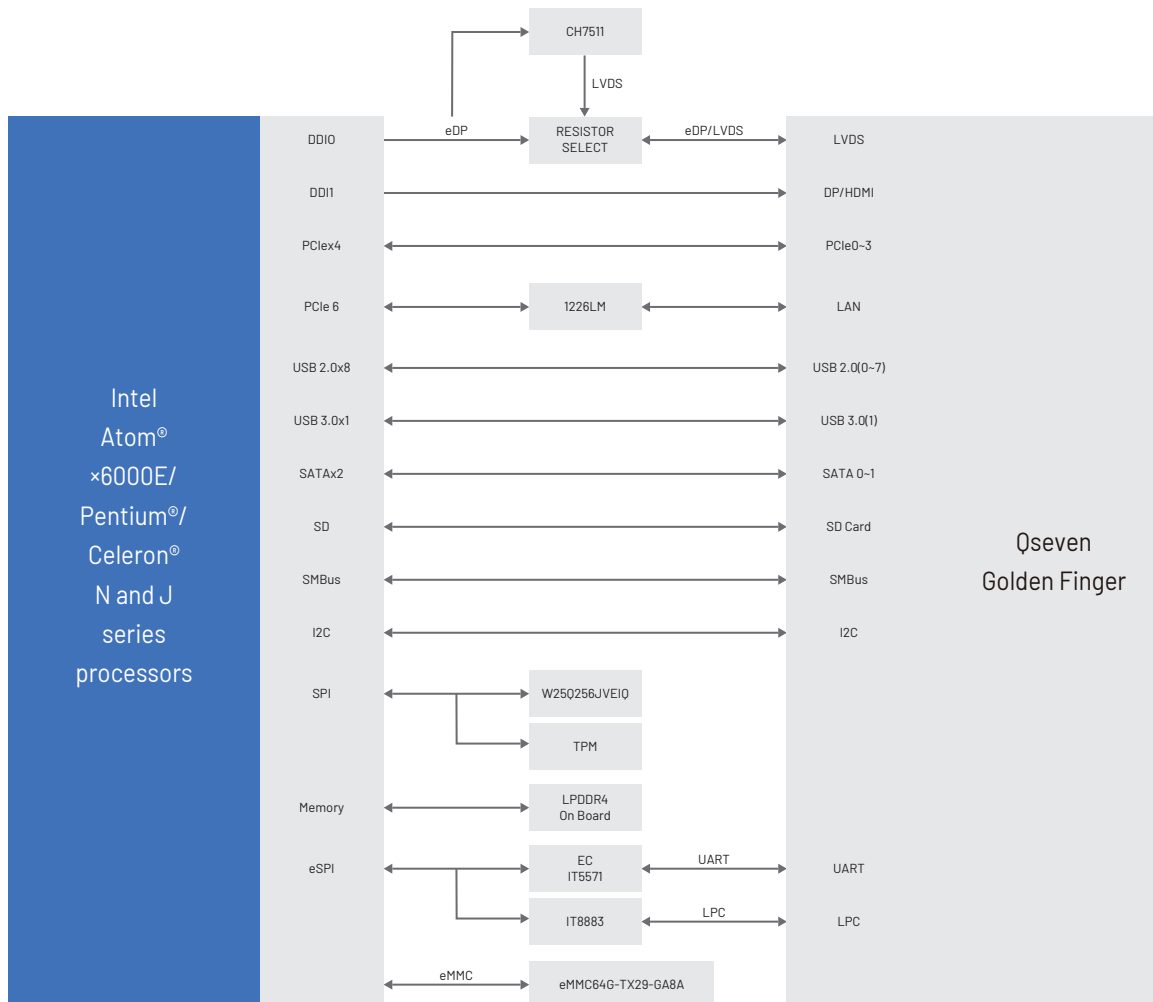 CH7511
LVDS
DDI0
eDP
RESISTOR
SELECT
eDP/LVDS
LVDS
DDI1
DP/HDMI
PCIex4
PCIe0~3
PCIe 6
1226LM
LAN
USB 2.0x8
USB 2.0(0~7)
USB 3.0x1
USB 3.0(1)
SATAx2
SATA 0~1
SD
SD Card
SMBus
SMBus
I2C
I2C
Intel
Atom®
×6000E/
Pentium®/
Celeron®
N and J
series
processors
Qseven
Golden Finger
SPI
W25Q256JVEIQ
TPM
Memory
LPDDR4
On Board
eSPI
EC
IT5571
UART
UART
IT8883
LPC
LPC
eMMC
eMMC64G-TX29-GA8A